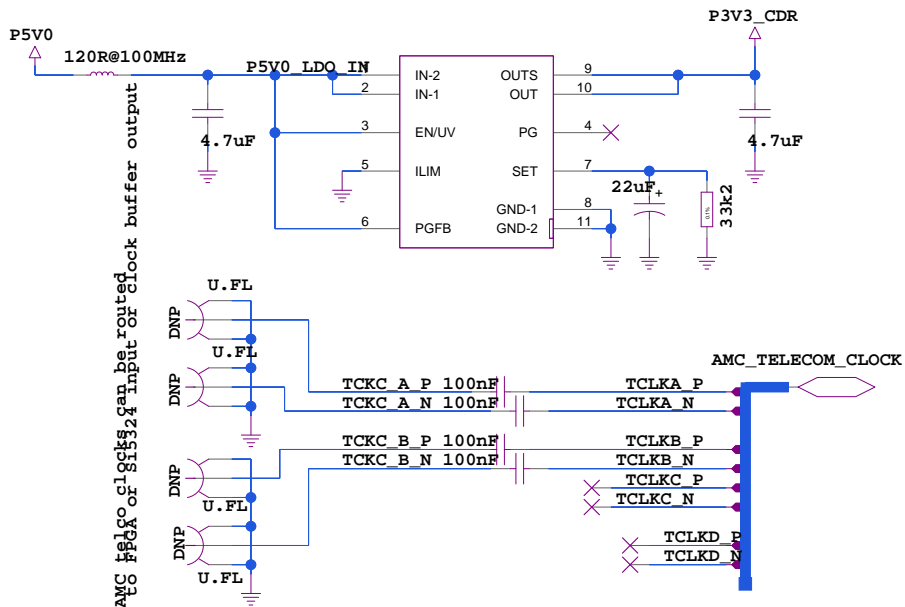 P5V0
120R@100MHz
4.7uF
P5V0_LDO_IN
1
2
3
5
6
IN-2
IN-1
EN/UV
ILIM
PGFB
OUTS
OUT
PG
SET
GND-1
GND-2
9
10
4
7
8
11
P3V3_CDR
4.7uF
22uF
+
0.1%
33k2
AMC telco clocks can be routed
to FPGA or Si5324 input or clock buffer output
U.FL
DNP
U.FL
DNP
DNP
U.FL
DNP
U.FL
TCKC_A_P 100nF
TCKC_A_N 100nF
TCKC_B_P 100nF
TCKC_B_N 100nF
AMC_TELECOM_CLOCK
TCLKA_P
TCLKA_N
TCLKB_P
TCLKB_N
TCLKC_P
TCLKC_N
TCLKD_P
TCLKD_N